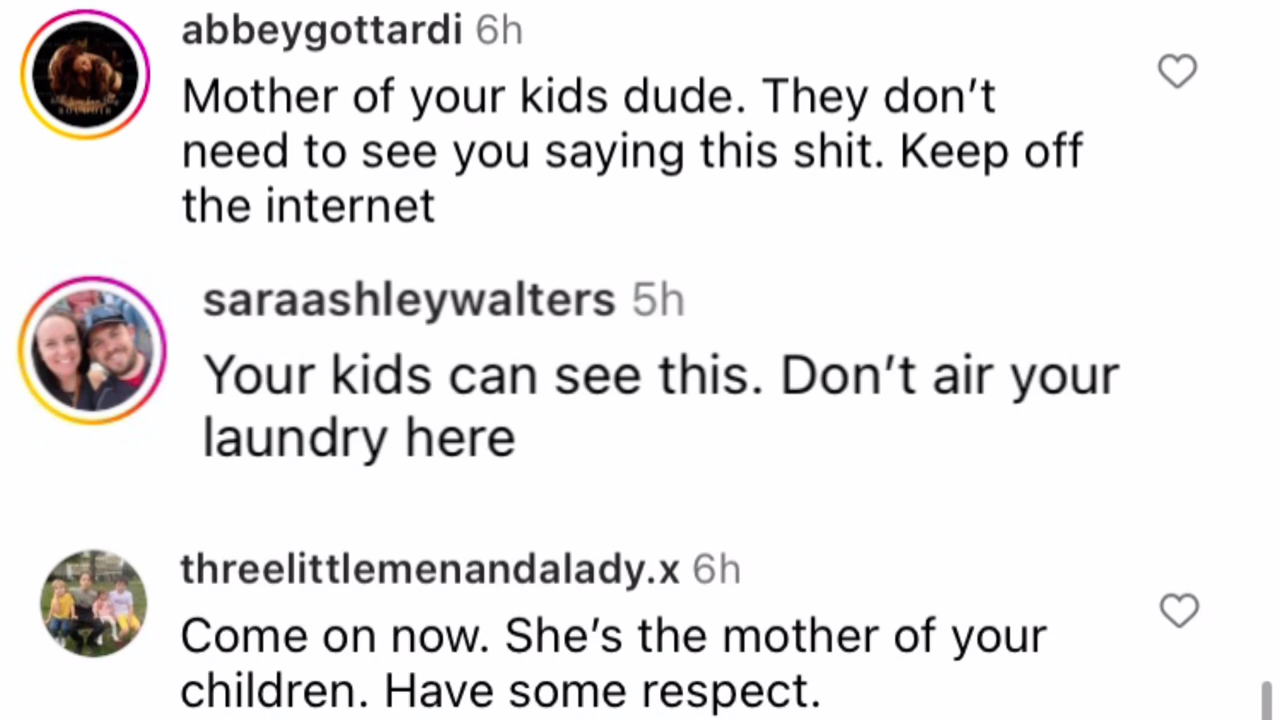 abbeygottardi 6h
Mother of your kids dude. They don’t
need to see you saying this shit. Keep off
the internet
saraashleywalters 5h
Your kids can see this. Don’t air your
laundry here
threelittlemenandalady.x 6h
Come on now. She’s the mother of your
children. Have some respect.